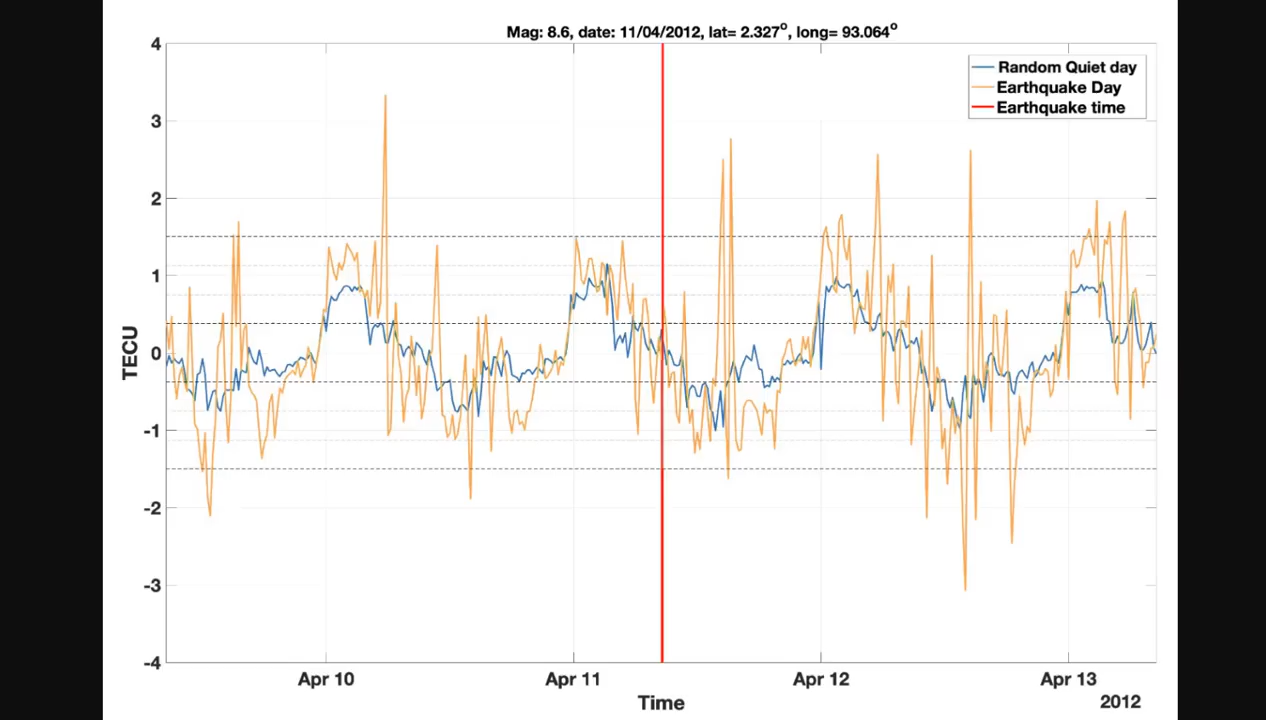 Mag: 8.6, date: 11/04/2012, lat= 2.327°, long= 93.064°
Random Quiet day
Earthquake Day
Earthquake time
4
3
2
1
0
-1
-2
-3
-4
TECU
Apr 10 Apr 11 Apr 12 Apr 13
Time
2012